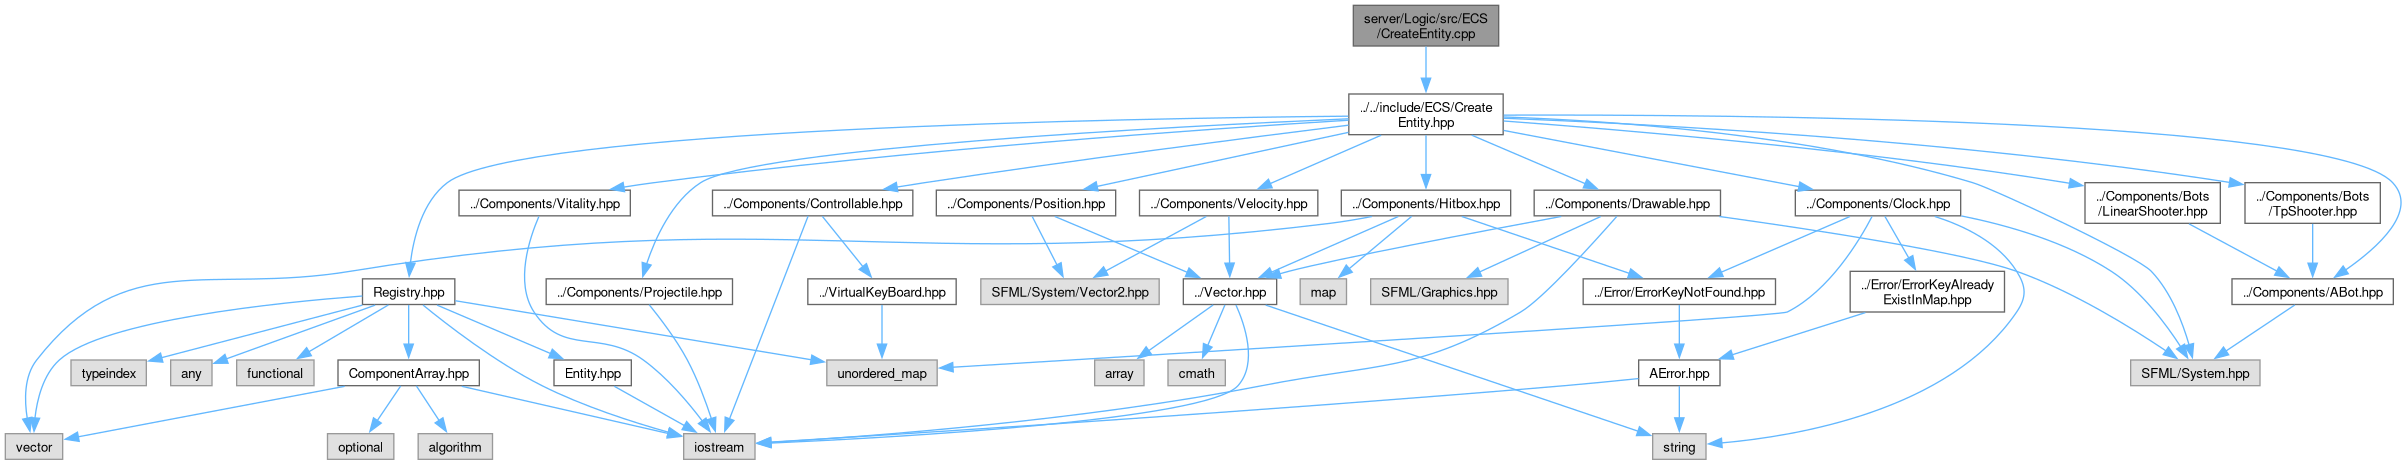 server/Logic/src/ECS
/CreateEntity.cpp
../../include/ECS/Create
Entity.hpp
../Components/Vitality.hpp
../Components/Controllable.hpp
../Components/Position.hpp
../Components/Velocity.hpp
../Components/Hitbox.hpp
../Components/Drawable.hpp
../Components/Clock.hpp
../Components/Bots
/LinearShooter.hpp
../Components/Bots
/TpShooter.hpp
Registry.hpp
../Components/Projectile.hpp
../VirtualKeyBoard.hpp
SFML/System/Vector2.hpp
../Vector.hpp
map
SFML/Graphics.hpp
../Error/ErrorKeyNotFound.hpp
../Error/ErrorKeyAlready
ExistInMap.hpp
../Components/ABot.hpp
typeindex
any
functional
ComponentArray.hpp
Entity.hpp
unordered_map
array
cmath
AError.hpp
SFML/System.hpp
vector
optional
algorithm
iostream
string